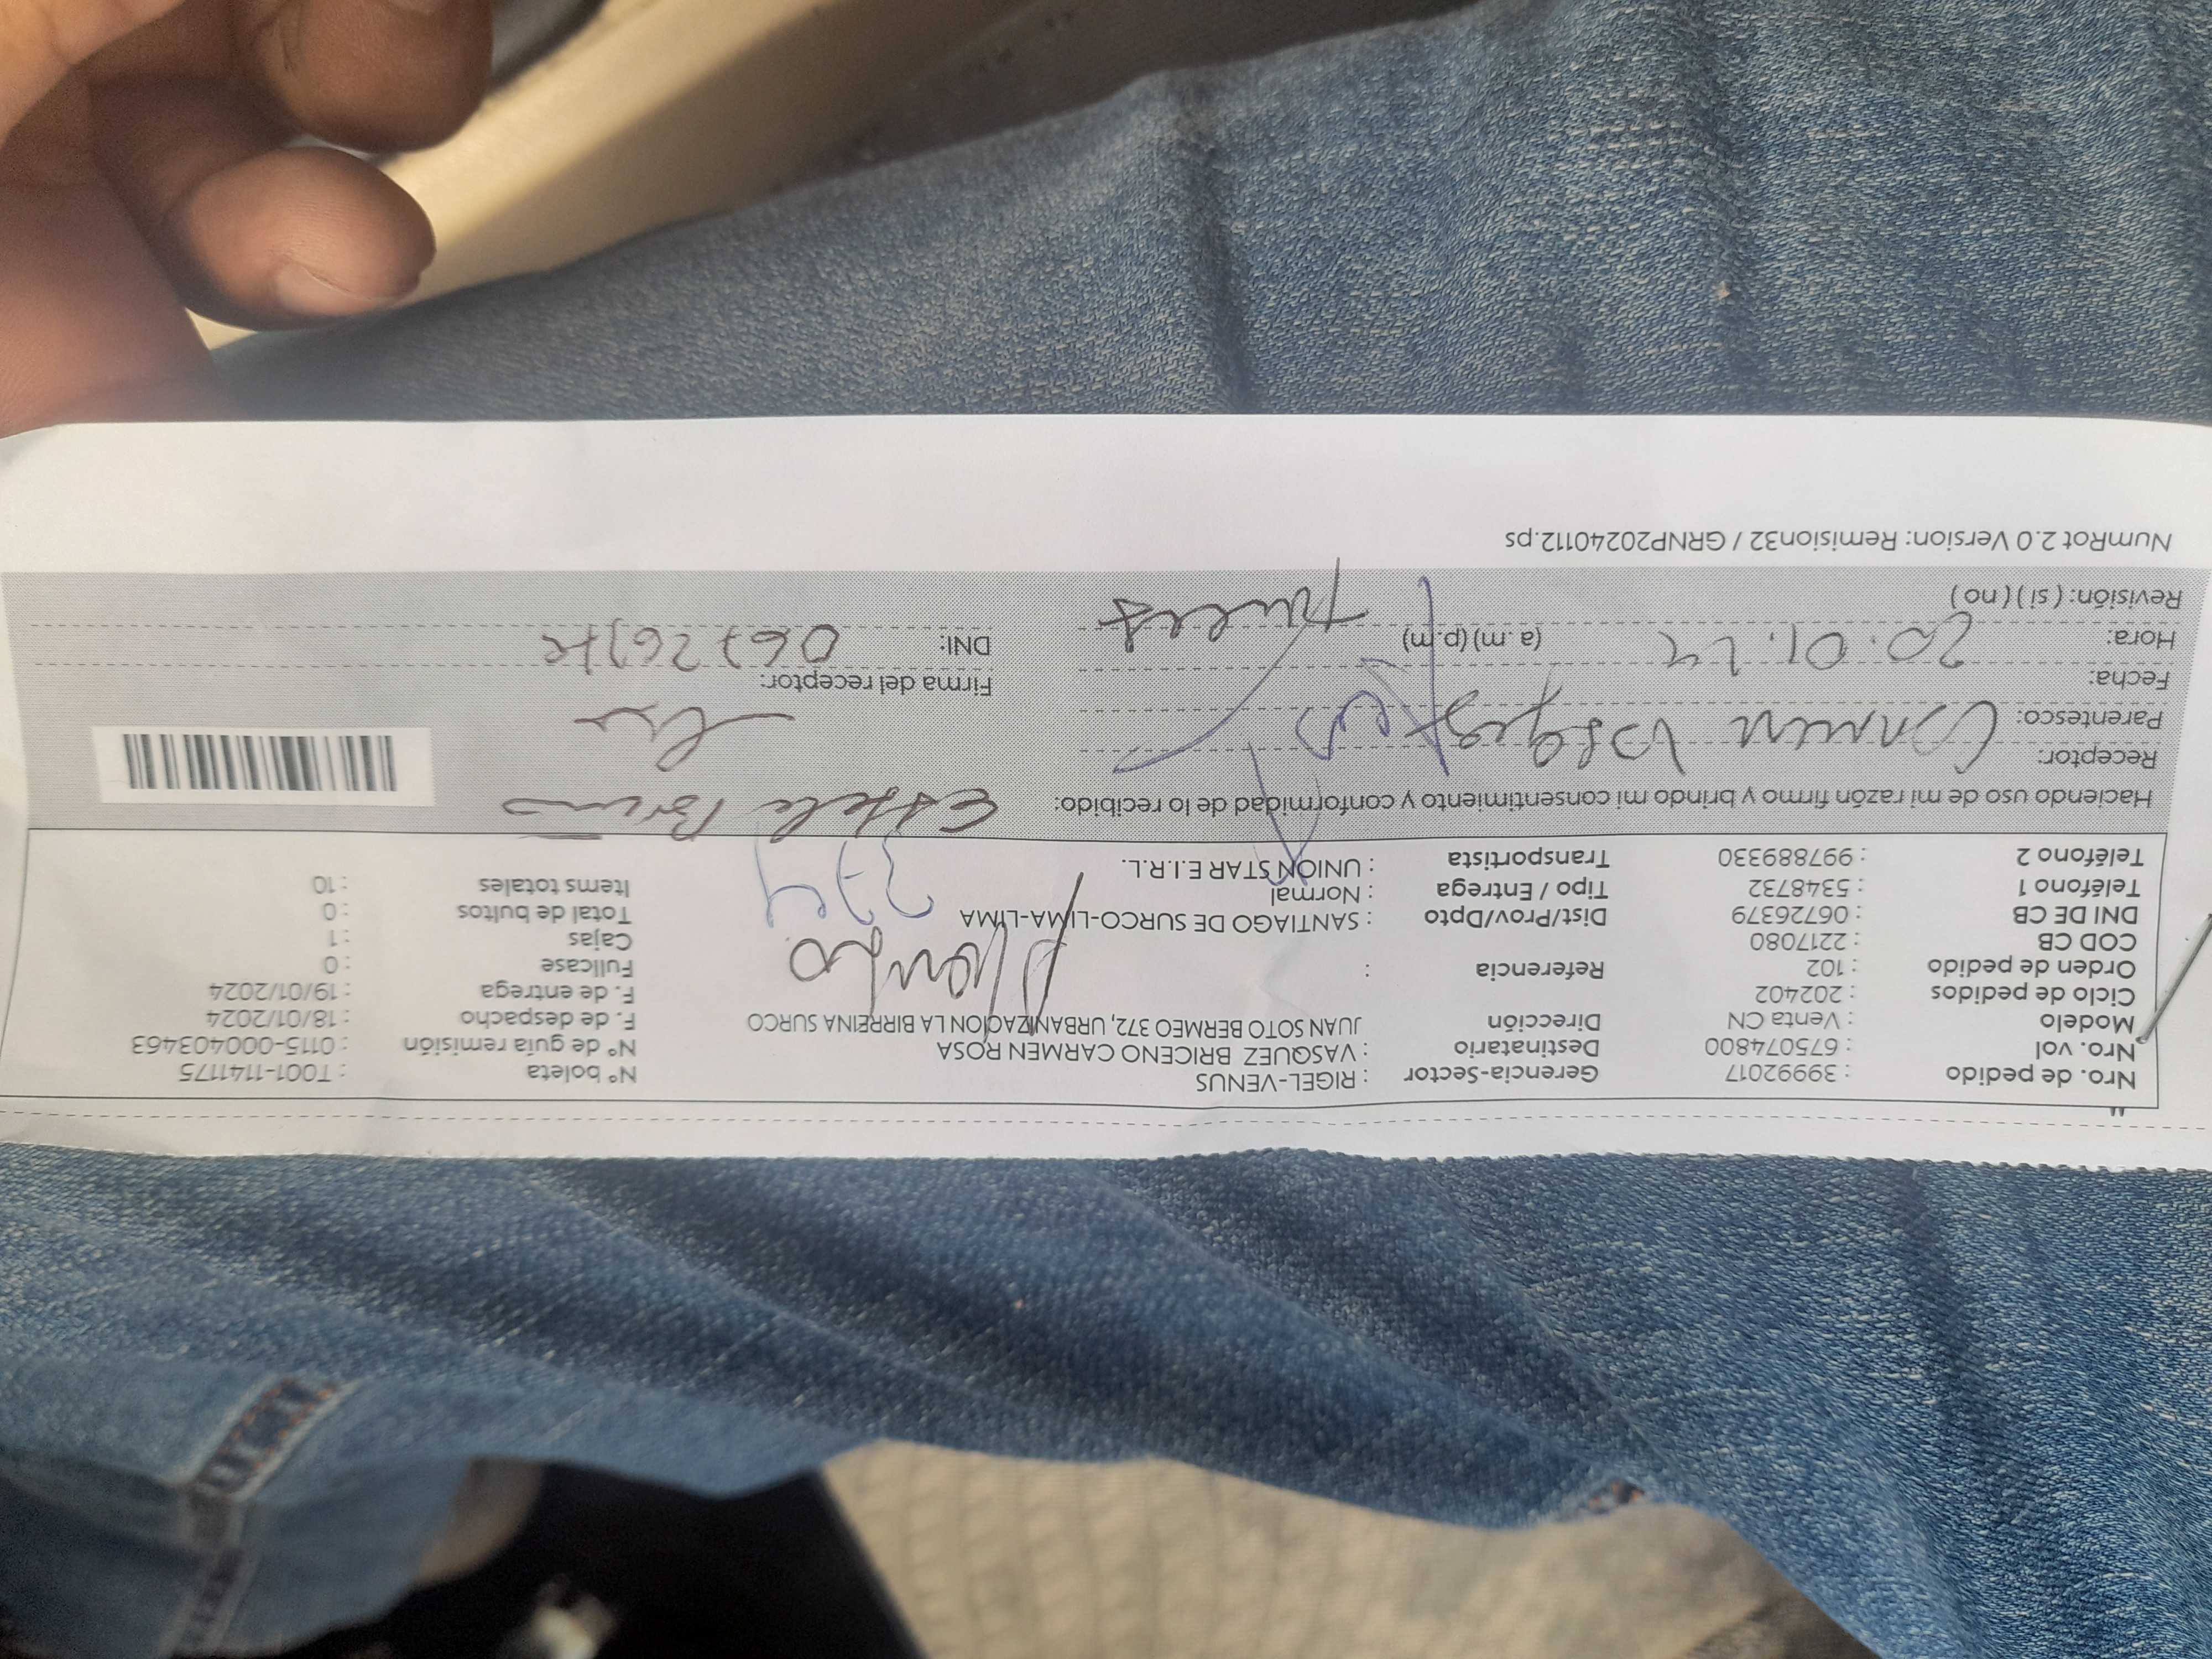 Nro. de pedido : 39992017 Gerencia-Sector : RIGEL-VENUS N° boleta : T001-1141175
Nro. vol : 675074800 Destinatario : VASQUEZ BRICENO CARMEN ROSA N° de guía remisión : 0115-000403463
Modelo : Venta CN Dirección JUAN SOTO BERMEO 372, URBANIZACION LA BIRREINA SURCO F. de despacho : 18/01/2024
Ciclo de pedidos : 202402 F. de entrega : 19/01/2024
Orden de pedido : 102 Referencia : Fullcase : 0
COD CB : 2217080 Cajas : 1
DNI DE CB : 06726379 Dist/Prov/Dpto : SANTIAGO DE SURCO-LIMA-LIMA Total de bultos : 0
Teléfono 1 : 5348732 Tipo / Entrega : Normal Items totales : 10
Teléfono 2 : 997889330 Transportista : UNION STAR E.I.R.L.
Haciendo uso de mi razón firmo y brindo mi consentimiento y conformidad de lo recibido:
Receptor: Carmen
Parentesco:
Fecha: Firma del receptor:
Hora: 20.01.24 (a.m) (p.m) DNI:
Revisión: ( si ) ( no )
NumRot 2.0 Version: Remision32 / GRNP20240112.ps